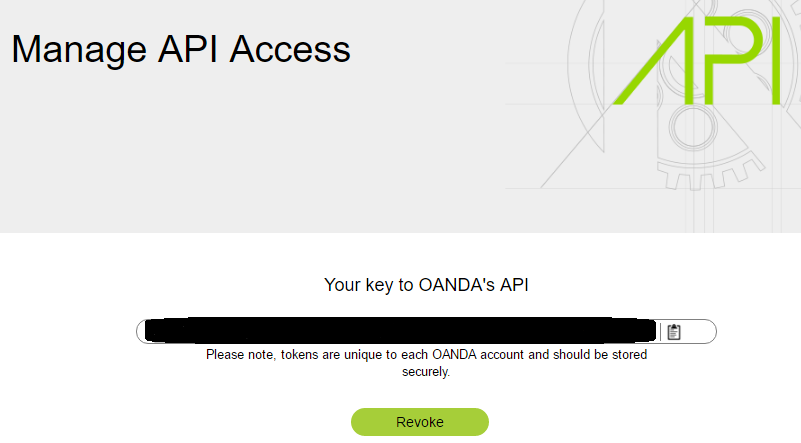 Manage API Access
API
Your key to OANDA's API
Please note, tokens are unique to each OANDA account and should be stored
securely.
Revoke